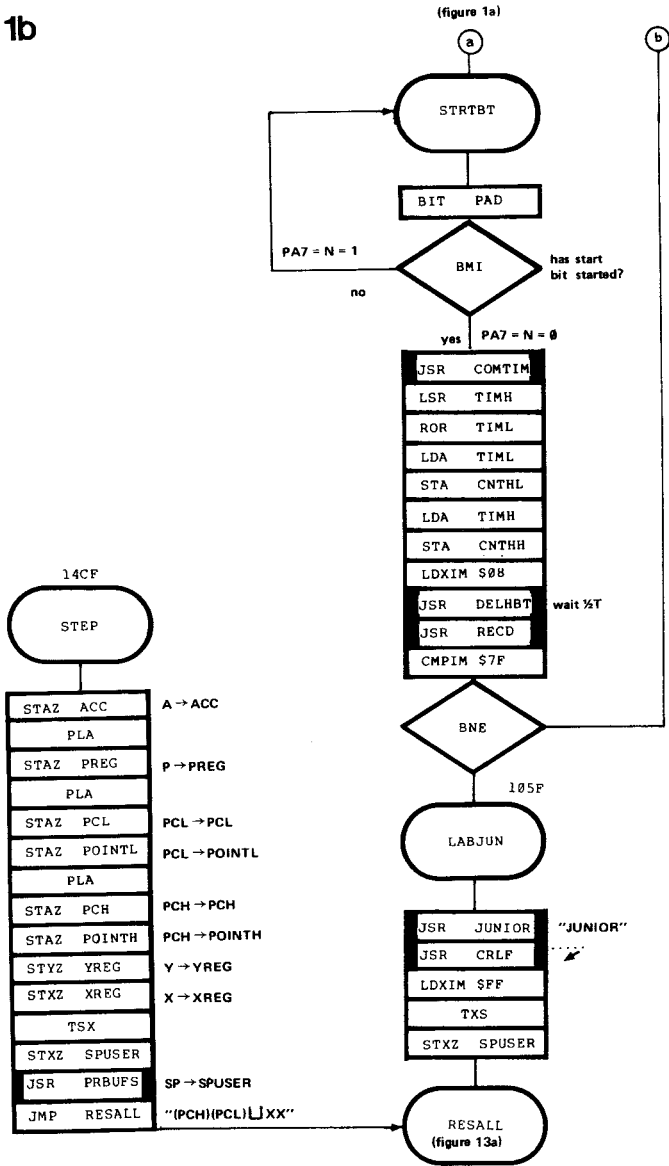 1b
(figure 1a)
a
b
STRTBT
BIT PAD
PA7 = N = 1
BMI
has start
bit started?
no
yes
PA7 = N = 0
JSR COMTIM
LSR TIMH
ROR TIML
LDA TIML
STA CNTHL
LDA TIMH
STA CNTHH
LDXIM $08
JSR DELHBT
wait ½T
JSR RECD
CMPIM $7F
BNE
105F
LABJUN
JSR JUNIOR
"JUNIOR"
JSR CRLF
LDXIM $FF
TXS
STXZ SPUSER
RESALL
(figure 13a)
14CF
STEP
STAZ ACC
A → ACC
PLA
STAZ PREG
P → PREG
PLA
STAZ PCL
PCL → PCL
STAZ POINTL
PCL → POINTL
PLA
STAZ PCH
PCH → PCH
STAZ POINTH
PCH → POINTH
STYZ YREG
Y → YREG
STXZ XREG
X → XREG
TSX
STXZ SPUSER
JSR PRBUFS
SP → SPUSER
JMP RESALL
"(PCH)(PCL)⊔XX"